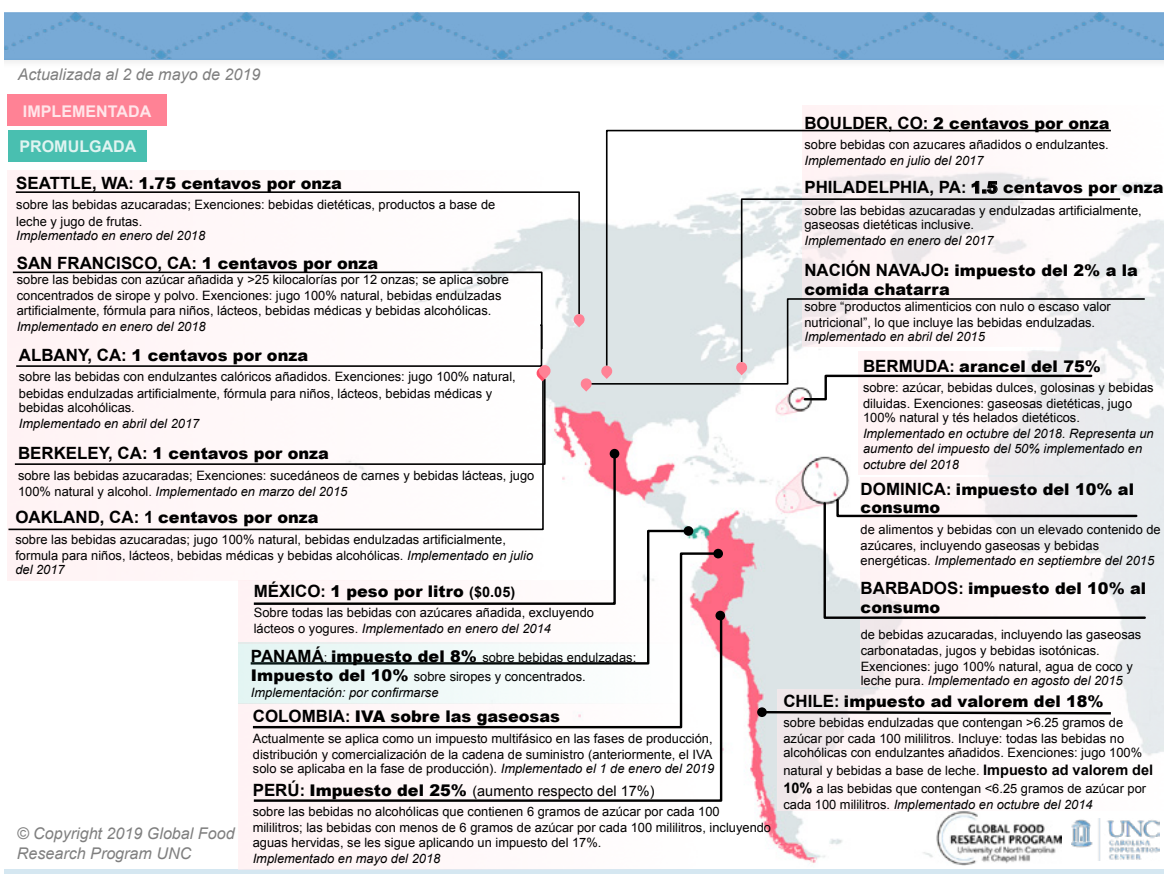 Actualizada al 2 de mayo de 2019
IMPLEMENTADA
PROMULGADA
SEATTLE, WA: 1.75 centavos por onza
sobre las bebidas azucaradas; Exenciones: bebidas dietéticas, productos a base de
leche y jugo de frutas.
Implementado en enero del 2018
SAN FRANCISCO, CA: 1 centavos por onza
sobre las bebidas con azúcar añadida y >25 kilocalorías por 12 onzas; se aplica sobre
concentrados de sirope y polvo. Exenciones: jugo 100% natural, bebidas endulzadas
artificialmente, fórmula para niños, lácteos, bebidas médicas y bebidas alcohólicas.
Implementado en enero del 2018
ALBANY, CA: 1 centavos por onza
sobre las bebidas con endulzantes calóricos añadidos. Exenciones: jugo 100% natural,
bebidas endulzadas artificialmente, fórmula para niños, lácteos, bebidas médicas y
bebidas alcohólicas.
Implementado en abril del 2017
BERKELEY, CA: 1 centavos por onza
sobre las bebidas azucaradas; Exenciones: sucedáneos de carnes y bebidas lácteas, jugo
100% natural y alcohol. Implementado en marzo del 2015
OAKLAND, CA: 1 centavos por onza
sobre las bebidas azucaradas; jugo 100% natural, bebidas endulzadas artificialmente,
formula para niños, lácteos, bebidas médicas y bebidas alcohólicas. Implementado en julio
del 2017
MÉXICO: 1 peso por litro ($0.05)
Sobre todas las bebidas con azúcares añadida, excluyendo
lácteos o yogures. Implementado en enero del 2014
PANAMÁ: impuesto del 8% sobre bebidas endulzadas;
Impuesto del 10% sobre siropes y concentrados.
Implementación: por confirmarse
COLOMBIA: IVA sobre las gaseosas
Actualmente se aplica como un impuesto multifásico en las fases de producción,
distribución y comercialización de la cadena de suministro (anteriormente, el IVA
solo se aplicaba en la fase de producción). Implementado el 1 de enero del 2019
PERÚ: Impuesto del 25% (aumento respecto del 17%)
sobre las bebidas no alcohólicas que contienen 6 gramos de azúcar por cada 100
mililitros; las bebidas con menos de 6 gramos de azúcar por cada 100 mililitros, incluyendo
aguas hervidas, se les sigue aplicando un impuesto del 17%.
Implementado en mayo del 2018
BOULDER, CO: 2 centavos por onza
sobre bebidas con azucares añadidos o endulzantes.
Implementado en julio del 2017
PHILADELPHIA, PA: 1.5 centavos por onza
sobre las bebidas azucaradas y endulzadas artificialmente,
gaseosas dietéticas inclusive.
Implementado en enero del 2017
NACIÓN NAVAJO: impuesto del 2% a la
comida chatarra
sobre "productos alimenticios con nulo o escaso valor
nutricional", lo que incluye las bebidas endulzadas.
Implementado en abril del 2015
BERMUDA: arancel del 75%
sobre: azúcar, bebidas dulces, golosinas y bebidas
diluidas. Exenciones: gaseosas dietéticas, jugo
100% natural y tés helados dietéticos.
Implementado en octubre del 2018. Representa un
aumento del impuesto del 50% implementado en
octubre del 2018
DOMINICA: impuesto del 10% al
consumo
de alimentos y bebidas con un elevado contenido de
azúcares, incluyendo gaseosas y bebidas
energéticas. Implementado en septiembre del 2015
BARBADOS: impuesto del 10% al
consumo
de bebidas azucaradas, incluyendo las gaseosas
carbonatadas, jugos y bebidas isotónicas.
Exenciones: jugo 100% natural, agua de coco y
leche pura. Implementado en agosto del 2015
CHILE: impuesto ad valorem del 18%
sobre bebidas endulzadas que contengan >6.25 gramos de
azúcar por cada 100 mililitros. Incluye: todas las bebidas no
alcohólicas con endulzantes añadidos. Exenciones: jugo 100%
natural y bebidas a base de leche. Impuesto ad valorem del
10% a las bebidas que contengan <6.25 gramos de azúcar por
cada 100 mililitros. Implementado en octubre del 2014
© Copyright 2019 Global Food
Research Program UNC
GLOBAL FOOD
RESEARCH PROGRAM
University of North Carolina
at Chapel Hill
UNC
CAROLINA
POPULATION
CENTER